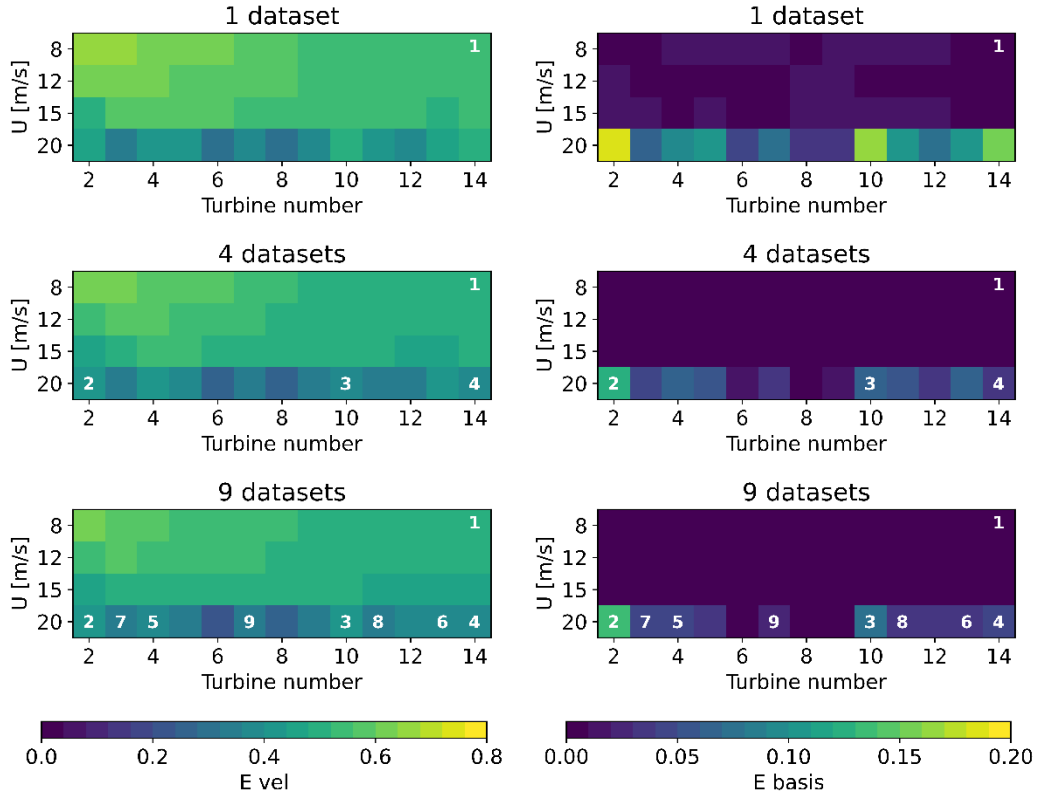 1 dataset
U [m/s]
8
12
15
20
1
2 4 6 8 10 12 14
Turbine number
1 dataset
U [m/s]
8
12
15
20
1
2 4 6 8 10 12 14
Turbine number
4 datasets
U [m/s]
8
12
15
20
1
2 3 4
2 4 6 8 10 12 14
Turbine number
4 datasets
U [m/s]
8
12
15
20
1
2 3 4
2 4 6 8 10 12 14
Turbine number
9 datasets
U [m/s]
8
12
15
20
1
2 7 5 9 3 8 6 4
2 4 6 8 10 12 14
Turbine number
9 datasets
U [m/s]
8
12
15
20
1
2 7 5 9 3 8 6 4
2 4 6 8 10 12 14
Turbine number
0.0 0.2 0.4 0.6 0.8
E vel
0.00 0.05 0.10 0.15 0.20
E basis